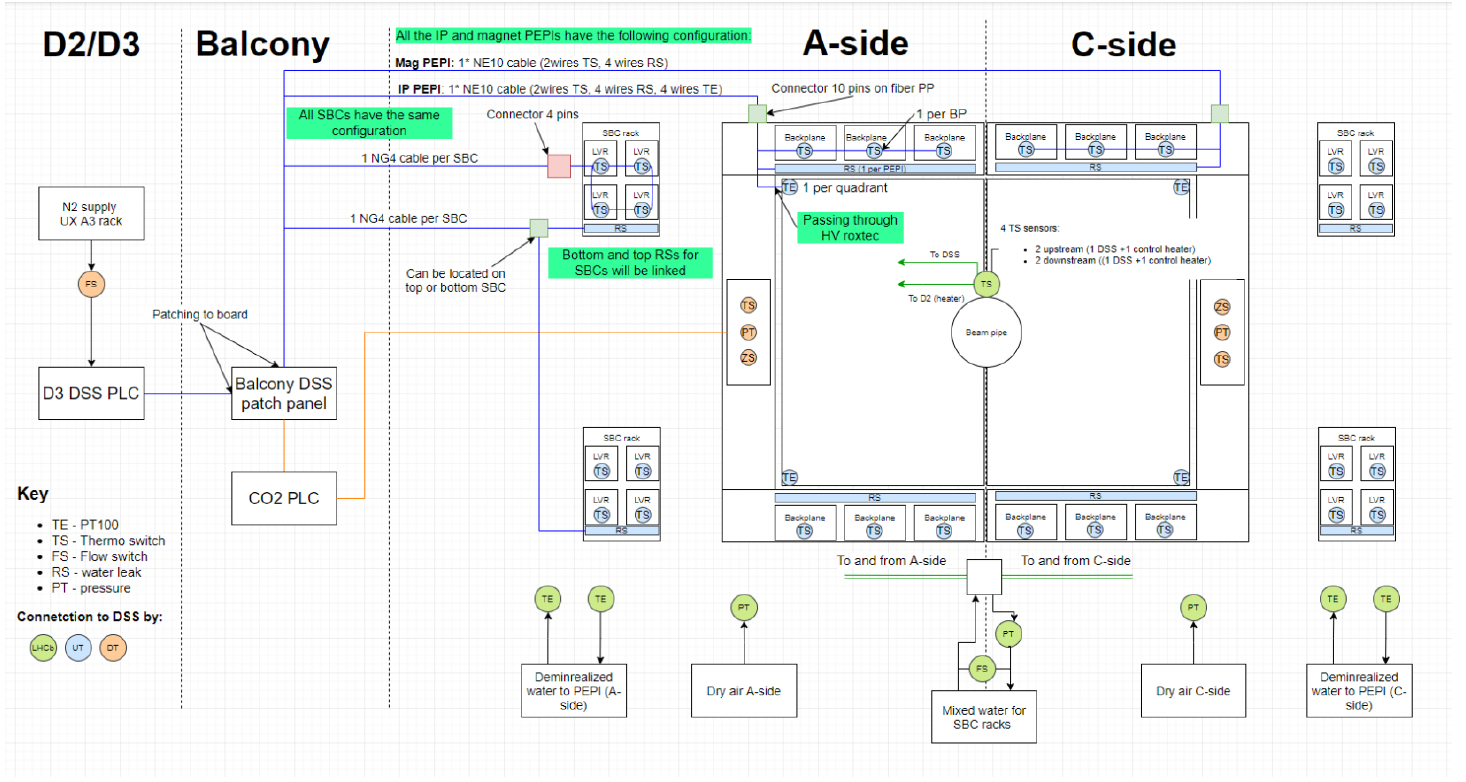 D2/D3
Balcony
A-side
C-side
All the IP and magnet PEPIs have the following configuration:
Mag PEPI: 1* NE10 cable (2wires TS, 4 wires RS)
IP PEPI: 1* NE10 cable (2wires TS, 4 wires RS, 4 wires TE)
Connector 10 pins on fiber PP
All SBCs have the same
configuration
Connector 4 pins
1 per BP
1 NG4 cable per SBC
SBC rack
LVR
TS
LVR
TS
LVR
TS
LVR
TS
RS
Backplane
TS
Backplane
TS
Backplane
TS
RS (1 per PEPI)
Backplane
TS
Backplane
TS
Backplane
TS
RS
SBC rack
LVR
TS
LVR
TS
LVR
TS
LVR
TS
RS
TE
1 per quadrant
TE
N2 supply
UX A3 rack
1 NG4 cable per SBC
Passing through
HV roxtec
4 TS sensors:
2 upstream (1 DSS +1 control heater)
2 downstream ((1 DSS +1 control heater)
Bottom and top RSs for
SBCs will be linked
Can be located on
top or bottom SBC
To DSS
To D2 (heater)
TS
Beam pipe
FS
Patching to board
TS
PT
ZS
ZS
PT
TS
D3 DSS PLC
Balcony DSS
patch panel
CO2 PLC
SBC rack
LVR
TS
LVR
TS
LVR
TS
LVR
TS
RS
TE
TE
RS
Backplane
TS
Backplane
TS
Backplane
TS
RS
Backplane
TS
Backplane
TS
Backplane
TS
SBC rack
LVR
TS
LVR
TS
LVR
TS
LVR
TS
RS
Key
TE - PT100
TS - Thermo switch
FS - Flow switch
RS - water leak
PT - pressure
Connetction to DSS by:
LHCb
UT
DT
To and from A-side
To and from C-side
TE
TE
PT
PT
FS
PT
TE
TE
Deminrealized
water to PEPI (A-
side)
Dry air A-side
Mixed water for
SBC racks
Dry air C-side
Deminrealized
water to PEPI (C-
side)